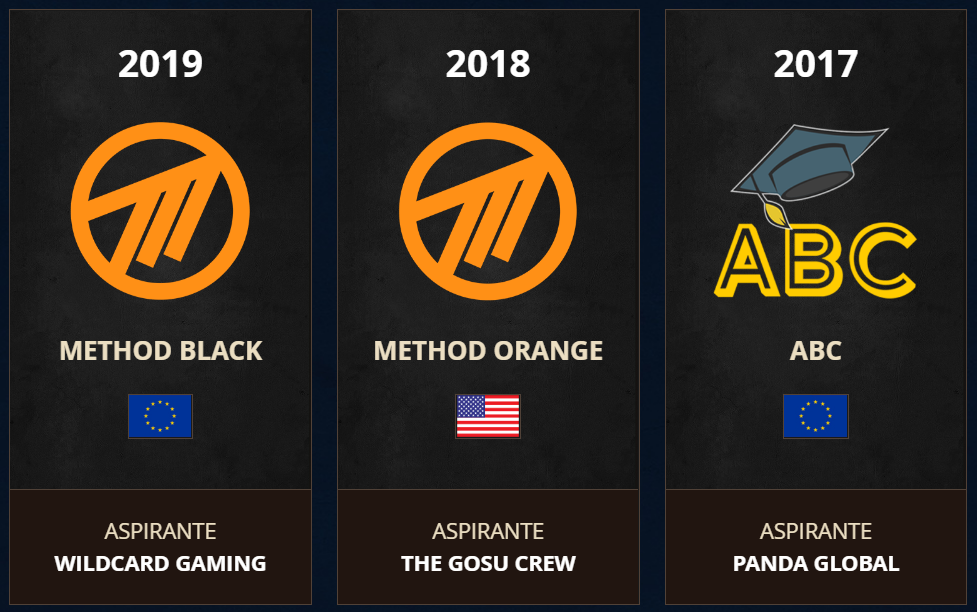 2019
METHOD BLACK
ASPIRANTE
WILDCARD GAMING
2018
METHOD ORANGE
ASPIRANTE
THE GOSU CREW
2017
ABC
ABC
ASPIRANTE
PANDA GLOBAL